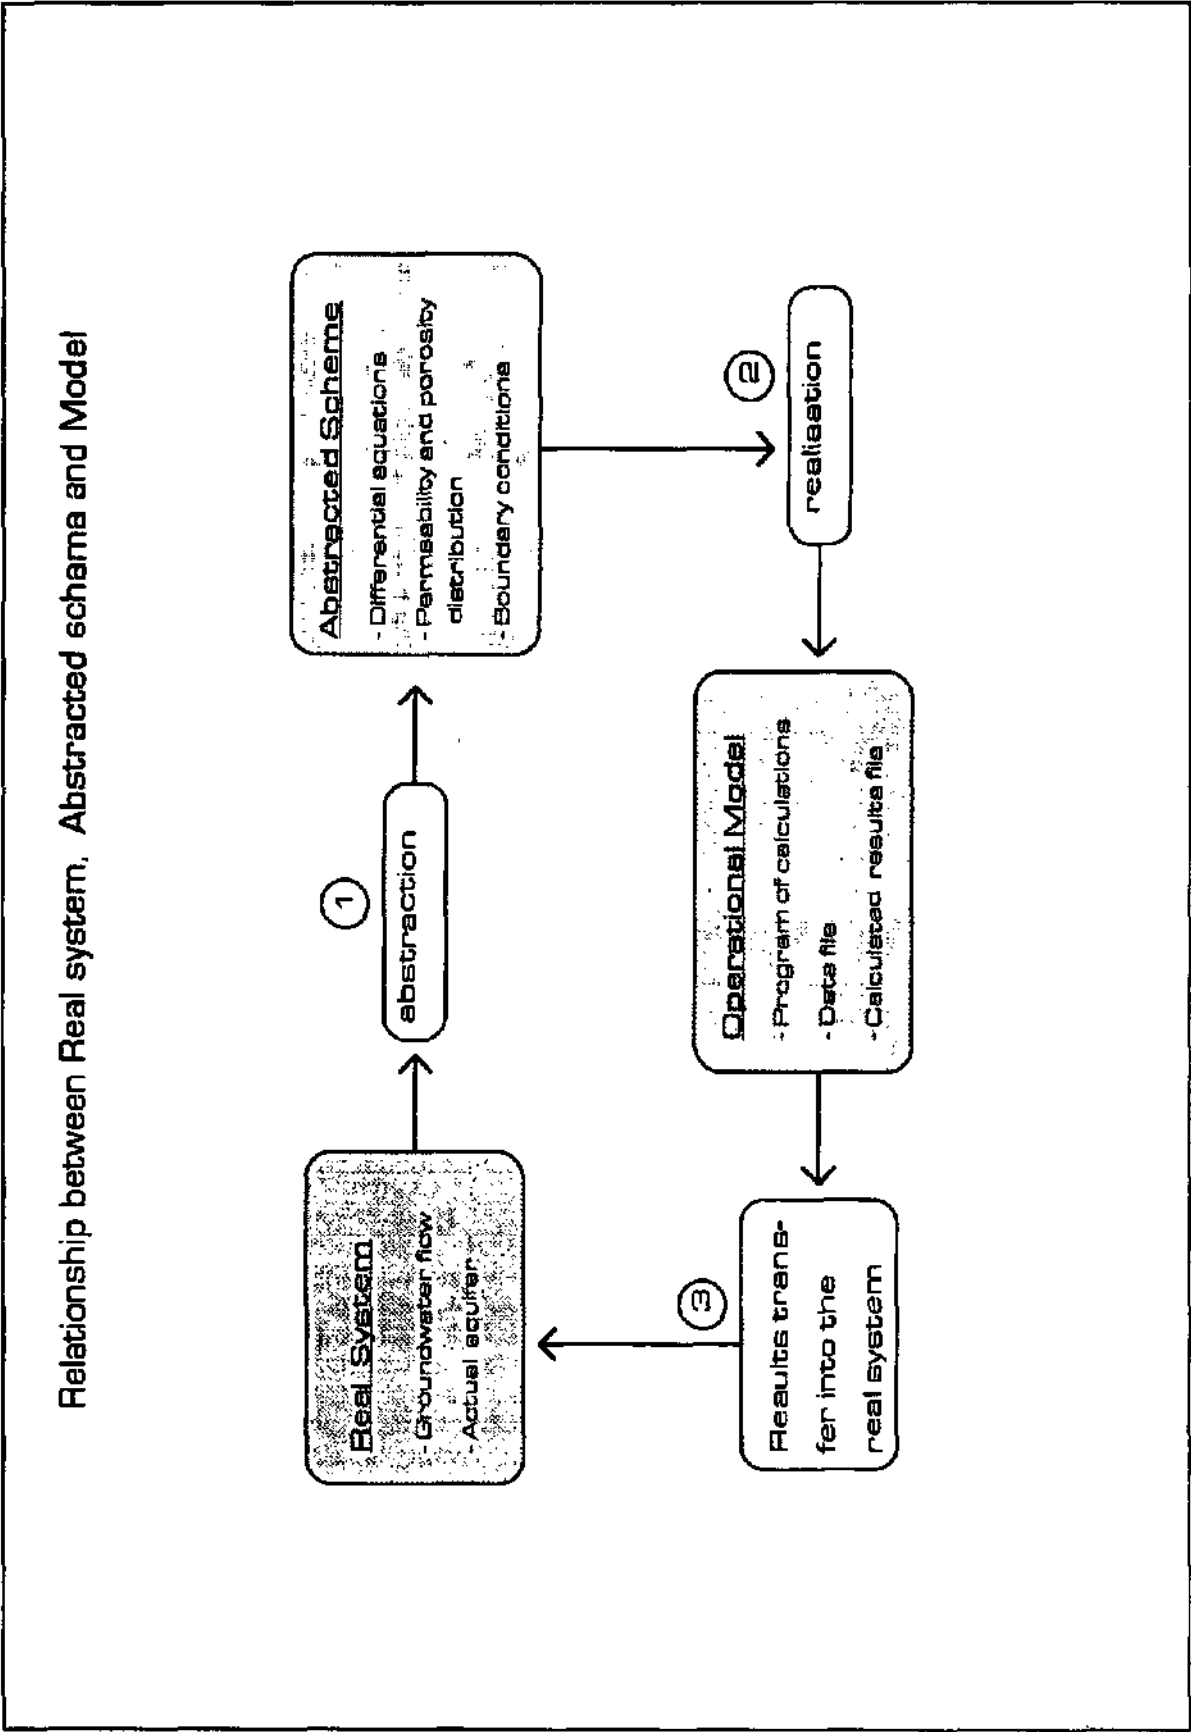 Relationship between Real system, Abstracted schama and Model
Real System
- Groundwater flow
- Actual aquifer
1
abstraction
Abstracted Scheme
- Differential equations
- Permeability and porosity
distribution
- Boundary conditions
2
realisation
Operational Model
- Program of calculations
- Data file
- Calculated results file
3
Results trans-
fer into the
real system